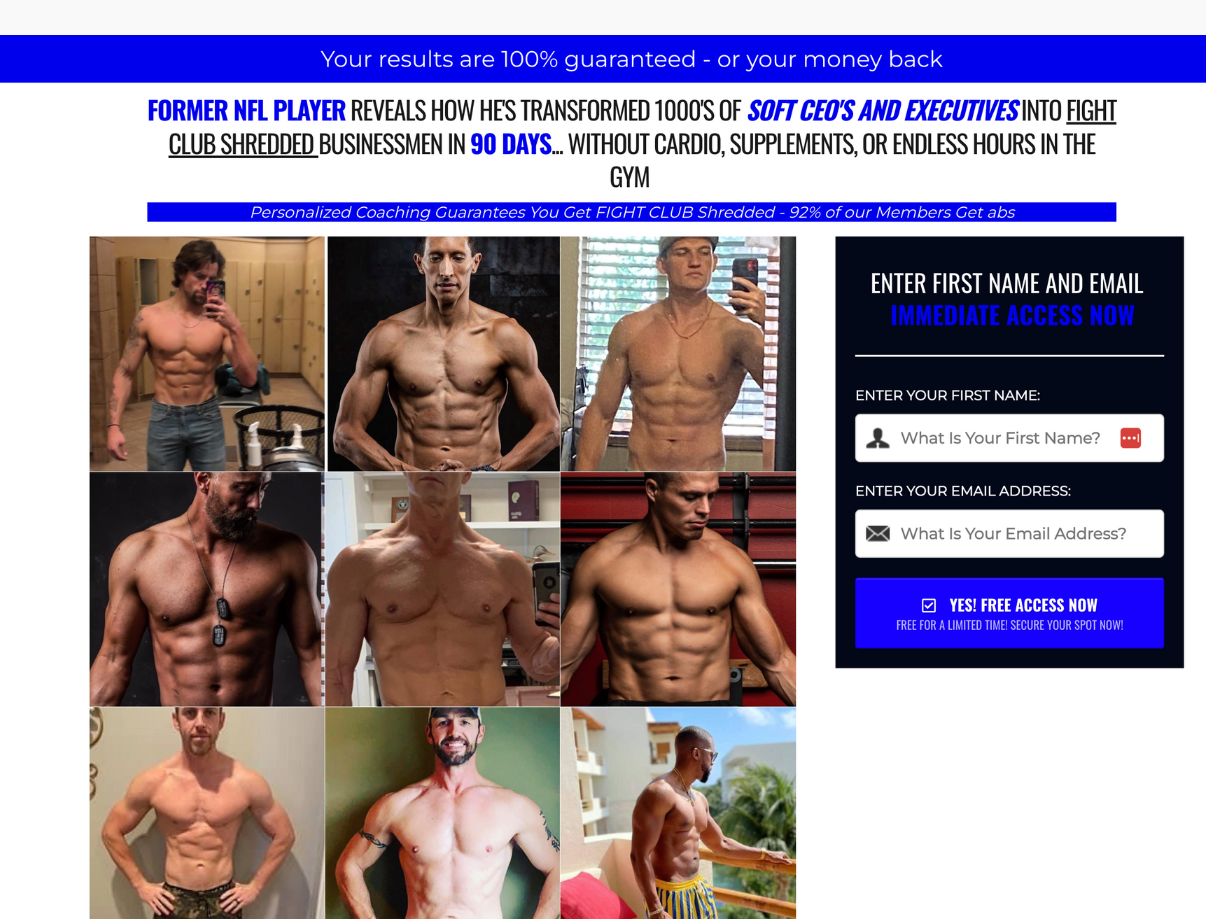 Your results are 100% guaranteed - or your money back
FORMER NFL PLAYER REVEALS HOW HE'S TRANSFORMED 1000'S OF SOFT CEO'S AND EXECUTIVES INTO FIGHT
CLUB SHREDDED BUSINESSMEN IN 90 DAYS... WITHOUT CARDIO, SUPPLEMENTS, OR ENDLESS HOURS IN THE
GYM
Personalized Coaching Guarantees You Get FIGHT CLUB Shredded - 92% of our Members Get abs
ENTER FIRST NAME AND EMAIL
IMMEDIATE ACCESS NOW
ENTER YOUR FIRST NAME:
What Is Your First Name?
ENTER YOUR EMAIL ADDRESS:
What Is Your Email Address?
YES! FREE ACCESS NOW
FREE FOR A LIMITED TIME! SECURE YOUR SPOT NOW!